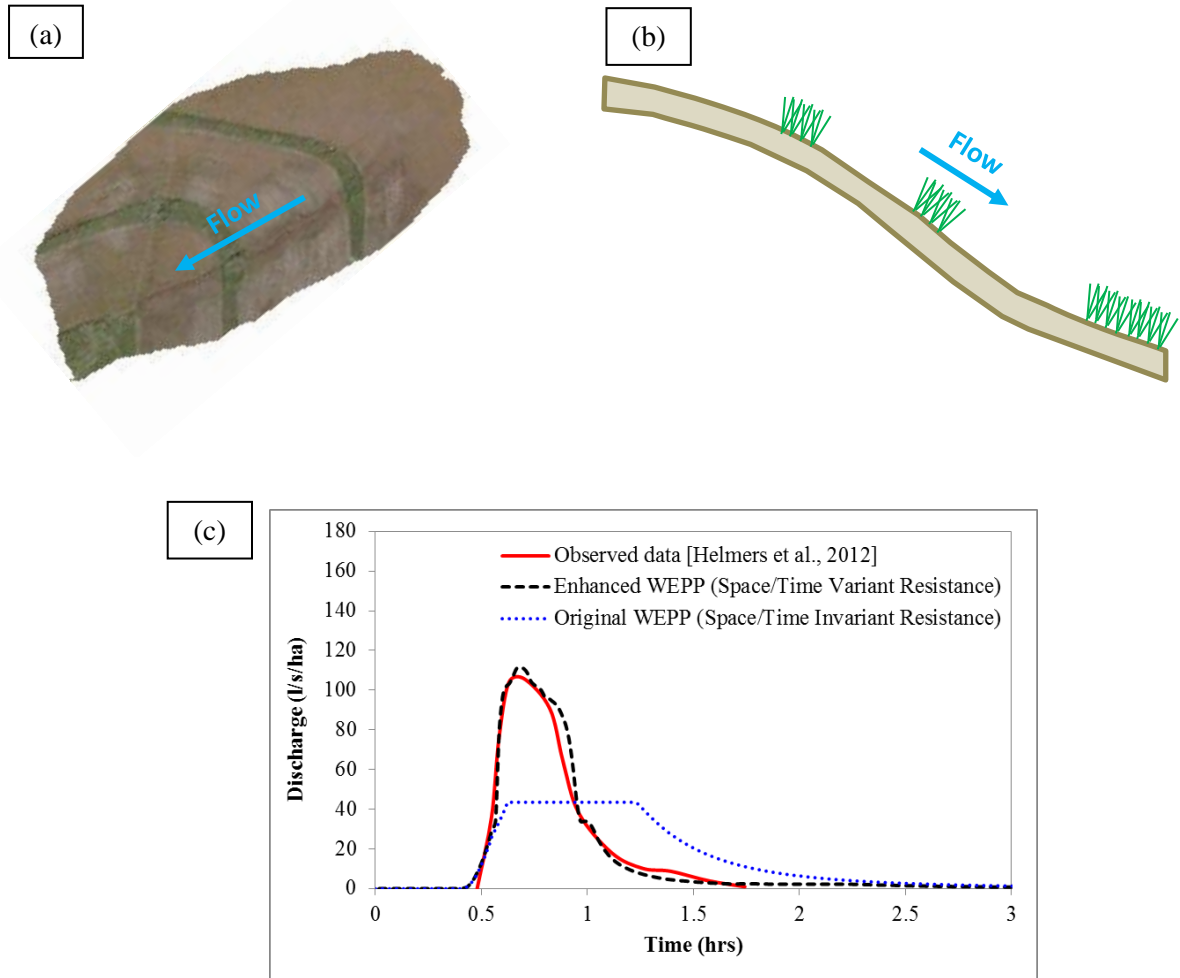 (a)
(b)
Flow
Flow
(c)
180
160
140
120
100
80
60
40
20
0
Discharge (l/s/ha)
Observed data [Helmers et al., 2012]
Enhanced WEPP (Space/Time Variant Resistance)
Original WEPP (Space/Time Invariant Resistance)
0 0.5 1 1.5 2 2.5 3
Time (hrs)